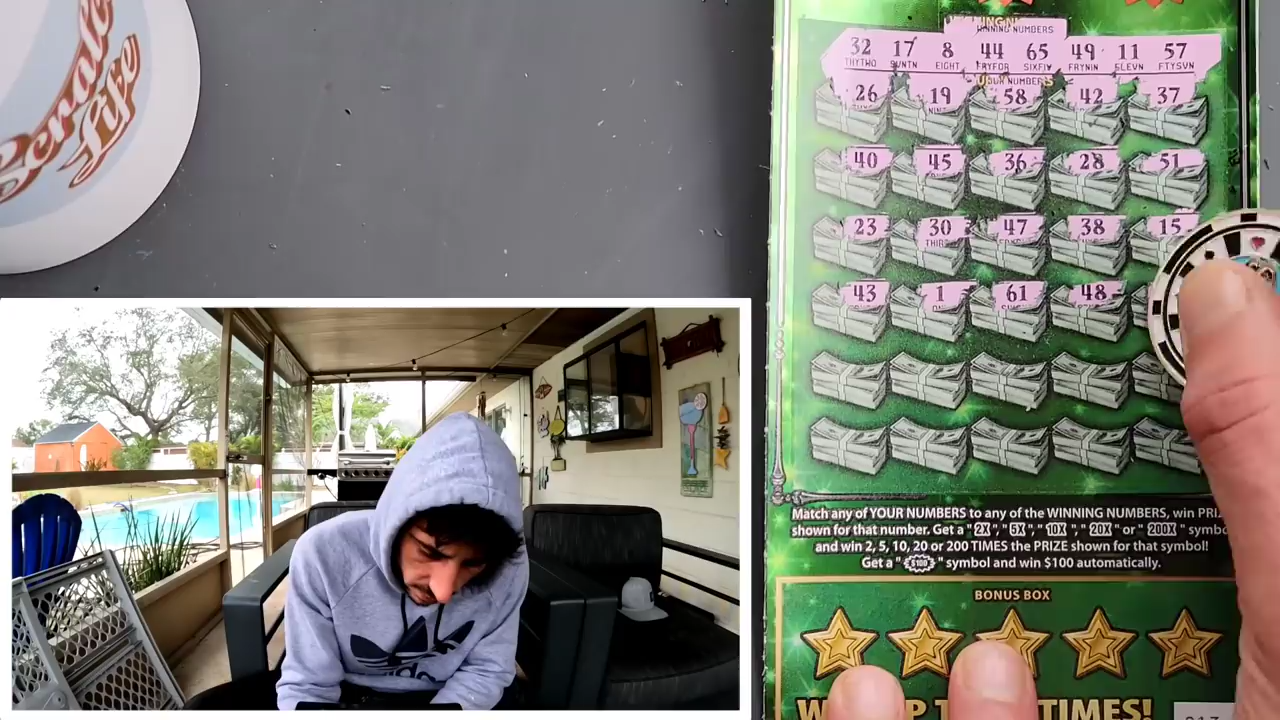 Scratch Life
WINNING NUMBERS
32 17 8 44 65 49 11 57
THYTWO SVNTN EIGHT FRYFOR SIXFIV FRYNIN ELEVN FTYSVN
YOUR NUMBERS
26 19 58 42 37
40 45 36 28 51
23 30 47 38 15
43 1 61 48
Match any of YOUR NUMBERS to any of the WINNING NUMBERS, win
shown for that number. Get a "2X", "5X", "10X", "20X" or "200X"
and win 2, 5, 10, 20 or 200 TIMES the PRIZE shown for that symbol!
Get a "$100" symbol and win $100 automatically.
BONUS BOX
TIMES!
adidas